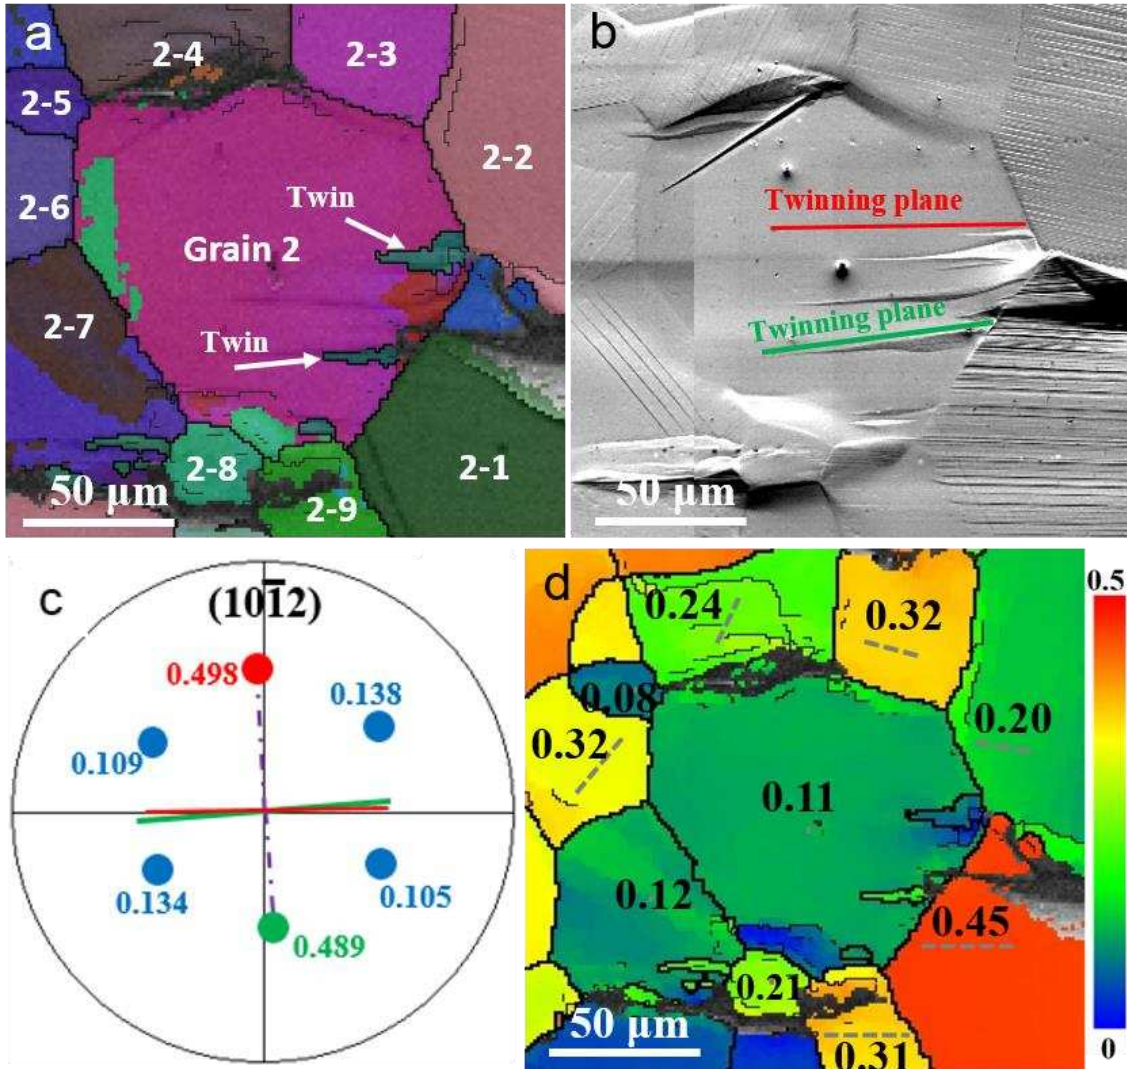 a
2-4
2-3
2-5
2-2
2-6
Twin
Grain 2
2-7
Twin
2-8
2-1
2-9
50 µm
b
Twinning plane
Twinning plane
50 µm
c
(101̅2)
0.498
0.138
0.109
0.134
0.105
0.489
d
0.24
0.32
0.08
0.20
0.32
0.11
0.12
0.45
0.21
0.31
50 µm
0.5
0